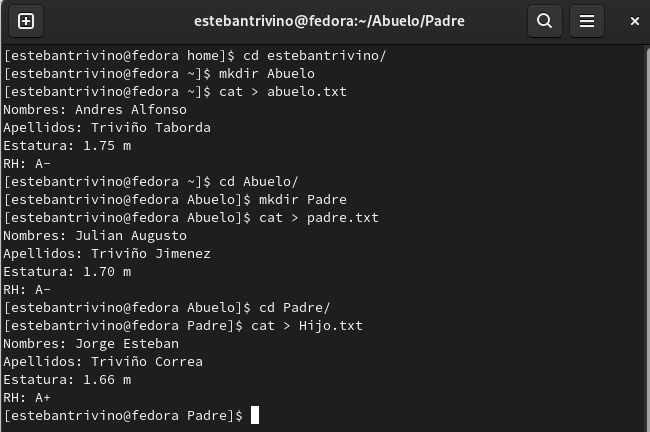 estebantrivino@fedora:~/Abuelo/Padre
[estebantrivino@fedora home]$ cd estebantrivino/
[estebantrivino@fedora ~]$ mkdir Abuelo
[estebantrivino@fedora ~]$ cat > abuelo.txt
Nombres: Andres Alfonso
Apellidos: Triviño Taborda
Estatura: 1.75 m
RH: A-
[estebantrivino@fedora ~]$ cd Abuelo/
[estebantrivino@fedora Abuelo]$ mkdir Padre
[estebantrivino@fedora Abuelo]$ cat > padre.txt
Nombres: Julian Augusto
Apellidos: Triviño Jimenez
Estatura: 1.70 m
RH: A-
[estebantrivino@fedora Abuelo]$ cd Padre/
[estebantrivino@fedora Padre]$ cat > Hijo.txt
Nombres: Jorge Esteban
Apellidos: Triviño Correa
Estatura: 1.66 m
RH: A+
[estebantrivino@fedora Padre]$